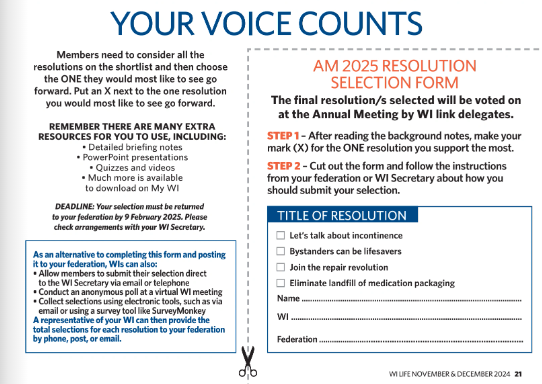 YOUR VOICE COUNTS
Members need to consider all the
resolutions on the shortlist and then choose
the ONE they would most like to see go
forward. Put an X next to the one resolution
you would most like to see go forward.
REMEMBER THERE ARE MANY EXTRA
RESOURCES FOR YOU TO USE, INCLUDING:
• Detailed briefing notes
• PowerPoint presentations
• Quizzes and videos
• Much more is available
to download on My WI
DEADLINE: Your selection must be returned
to your federation by 9 February 2025. Please
check arrangements with your WI Secretary.
As an alternative to completing this form and posting
it to your federation, WIs can also:
• Allow members to submit their selection direct
to the WI Secretary via email or telephone
• Conduct an anonymous poll at a virtual WI meeting
• Collect selections using electronic tools, such as via
email or using a survey tool like SurveyMonkey
A representative of your WI can then provide the
total selections for each resolution to your federation
by phone, post, or email.
AM 2025 RESOLUTION
SELECTION FORM
The final resolution/s selected will be voted on
at the Annual Meeting by WI link delegates.
STEP 1 – After reading the background notes, make your
mark (X) for the ONE resolution you support the most.
STEP 2 – Cut out the form and follow the instructions
from your federation or WI Secretary about how you
should submit your selection.
TITLE OF RESOLUTION
Let's talk about incontinence
Bystanders can be lifesavers
Join the repair revolution
Eliminate landfill of medication packaging
Name
WI
Federation
WI LIFE NOVEMBER & DECEMBER 2024 21